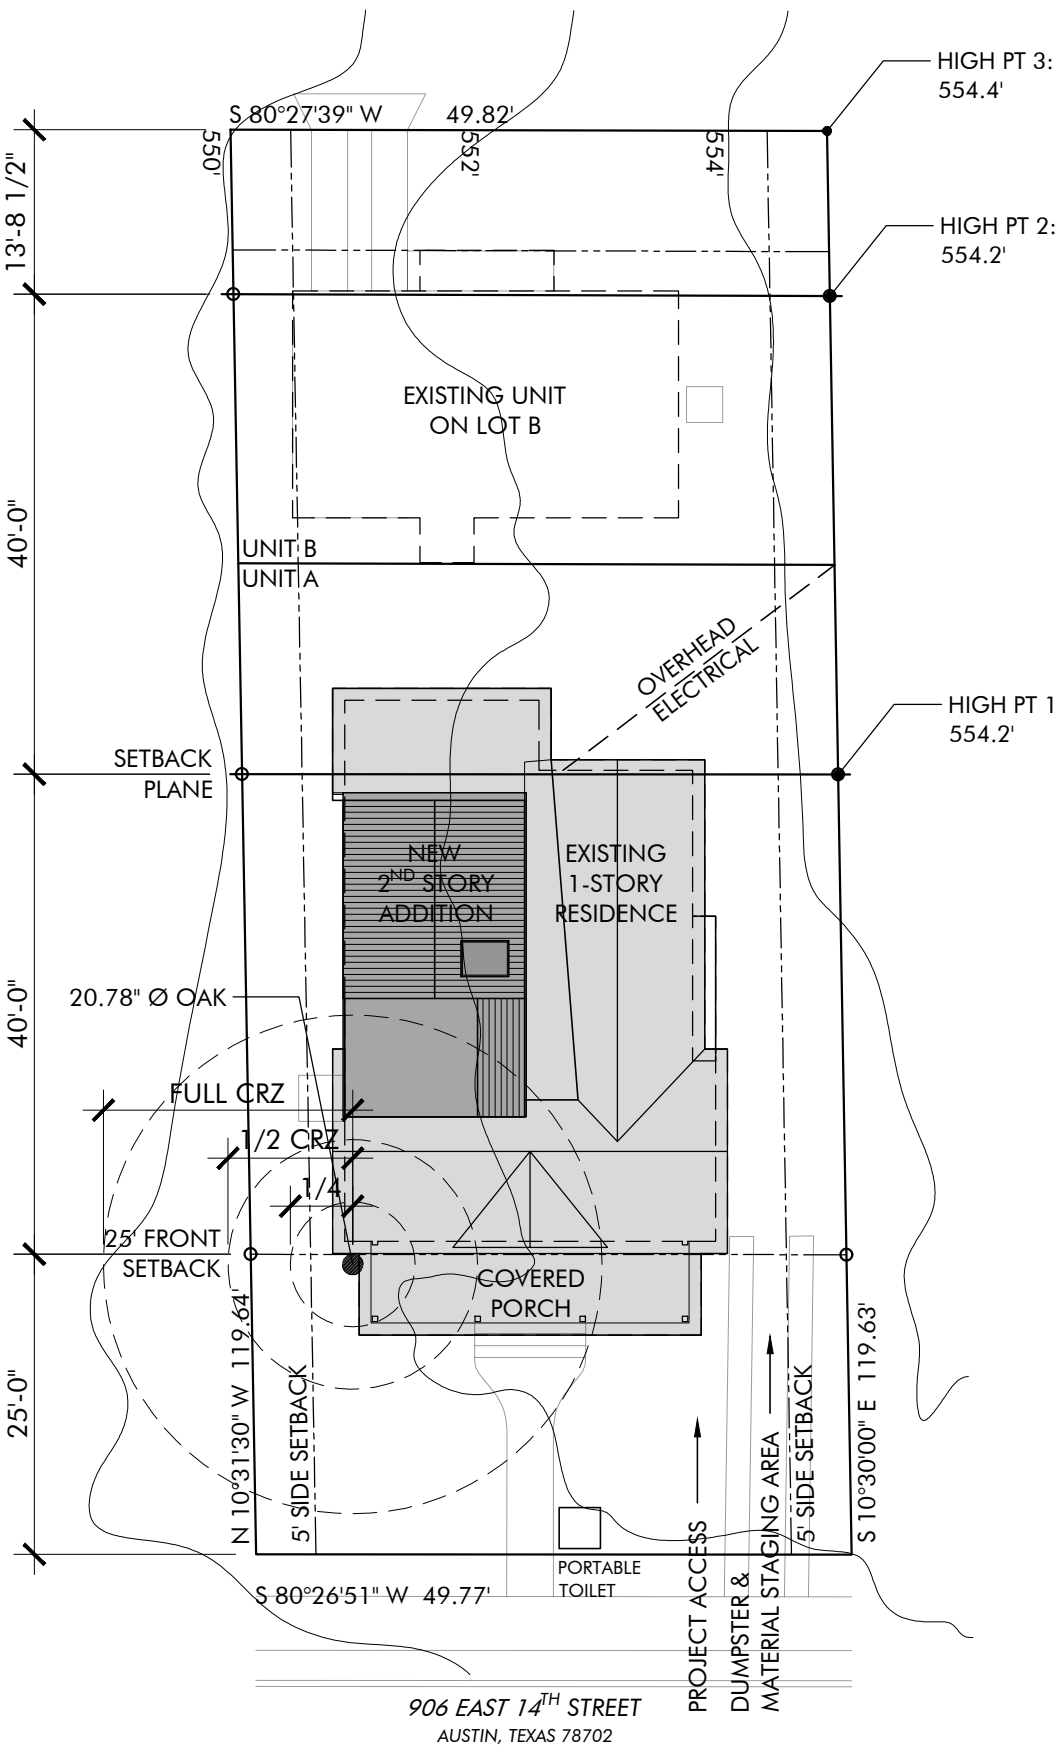 HIGH PT 3:
554.4'
S 80°27'39" W 49.82'
550'
552'
554'
13'-8 1/2"
HIGH PT 2:
554.2'
EXISTING UNIT
ON LOT B
40'-0"
UNIT B
UNIT A
OVERHEAD
ELECTRICAL
HIGH PT 1
554.2'
SETBACK
PLANE
NEW
2ND STORY
ADDITION
EXISTING
1-STORY
RESIDENCE
40'-0"
20.78" Ø OAK
FULL CRZ
1/2 CRZ
1/4
25' FRONT
SETBACK
COVERED
PORCH
N 10°31'30" W 119.64'
5' SIDE SETBACK
25'-0"
5' SIDE SETBACK
S 10°30'00" E 119.63'
PROJECT ACCESS
DUMPSTER &
MATERIAL STAGING AREA
PORTABLE
TOILET
S 80°26'51" W 49.77'
906 EAST 14TH STREET
AUSTIN, TEXAS 78702